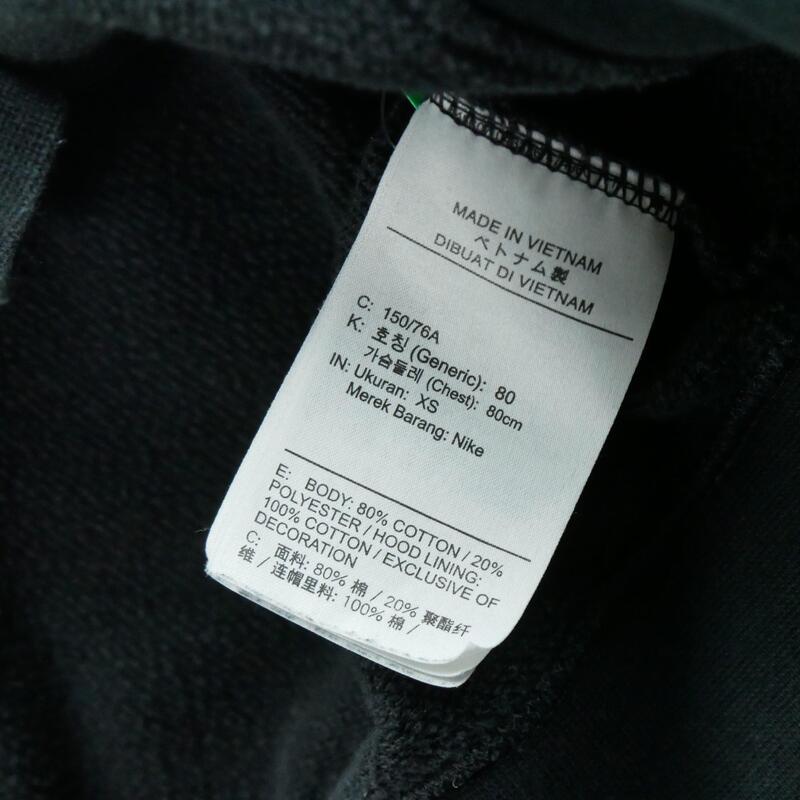 MADE IN VIETNAM
ベトナム製
DIBUAT DI VIETNAM
C: 150/76A
K: 호칭 (Generic): 80
가슴둘레 (Chest): 80cm
IN: Ukuran: XS
Merek Barang: Nike
E: BODY: 80% COTTON / 20%
POLYESTER / HOOD LINING:
100% COTTON / EXCLUSIVE OF
DECORATION
C: 面料: 80% 棉 / 20% 聚酯纤
维 / 连帽里料: 100% 棉 /